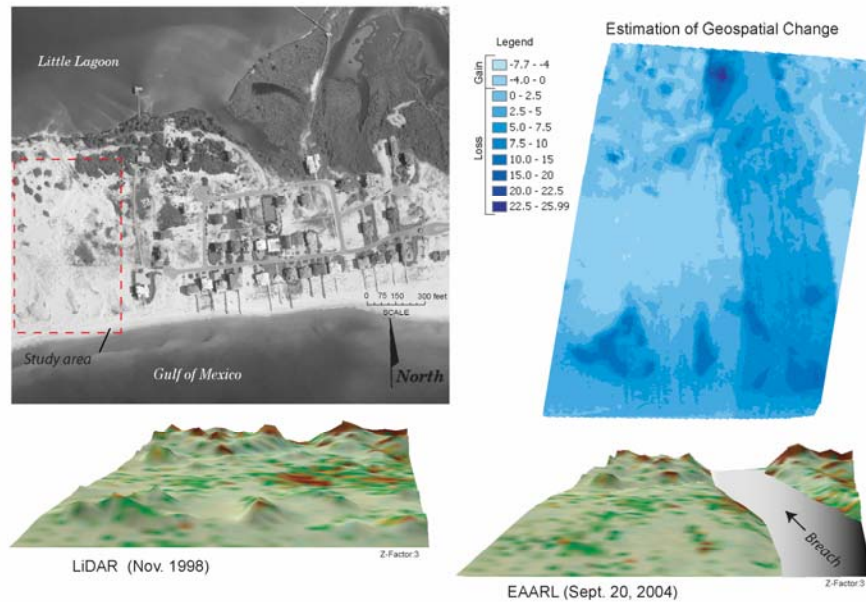 Little Lagoon
0 75 150 300 feet
SCALE
Study area
Gulf of Mexico
North
Estimation of Geospatial Change
Legend
Gain
-7.7 - -4
-4.0 - 0
Loss
0 - 2.5
2.5 - 5
5.0 - 7.5
7.5 - 10
10.0 - 15
15.0 - 20
20.0 - 22.5
22.5 - 25.99
Z-Factor:3
LiDAR (Nov. 1998)
Breach
Z-Factor:3
EAARL (Sept. 20, 2004)